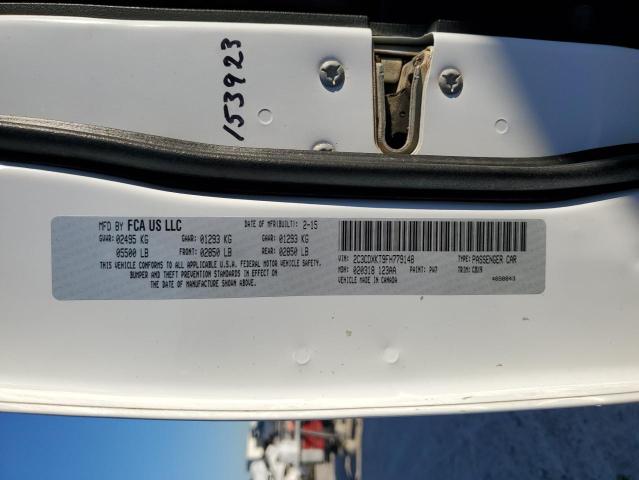 153923
MFD BY FCA US LLC DATE OF MFR(BUILT): 2-15
GVWR: 02495 KG GAWR: 01293 KG GAWR: 01293 KG
05500 LB FRONT: 02850 LB REAR: 02850 LB
THIS VEHICLE CONFORMS TO ALL APPLICABLE U.S.A. FEDERAL MOTOR VEHICLE SAFETY,
BUMPER AND THEFT PREVENTION STANDARDS IN EFFECT ON
THE DATE OF MANUFACTURE SHOWN ABOVE.
VIN: 2C3CDXKT9FH779148 TYPE: PASSENGER CAR
MDH: 020318 123AA PAINT: PW7 TRIM: CDX9
VEHICLE MADE IN CANADA